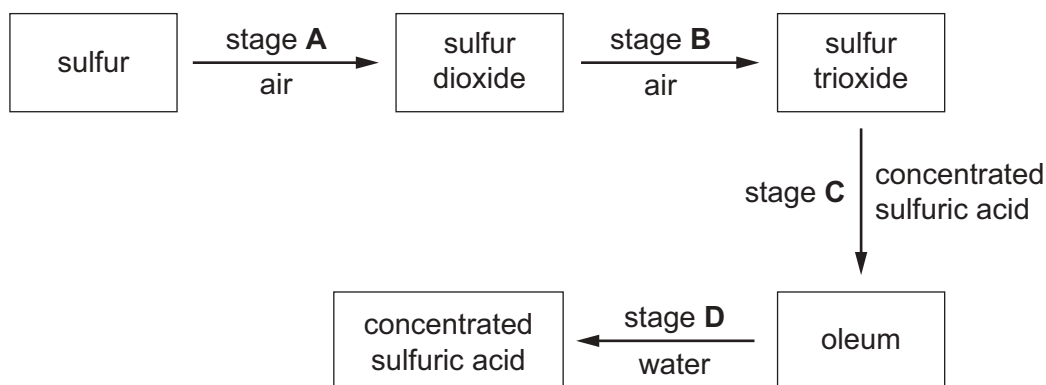 sulfur
stage A
air
sulfur
dioxide
stage B
air
sulfur
trioxide
stage C
concentrated
sulfuric acid
oleum
stage D
water
concentrated
sulfuric acid